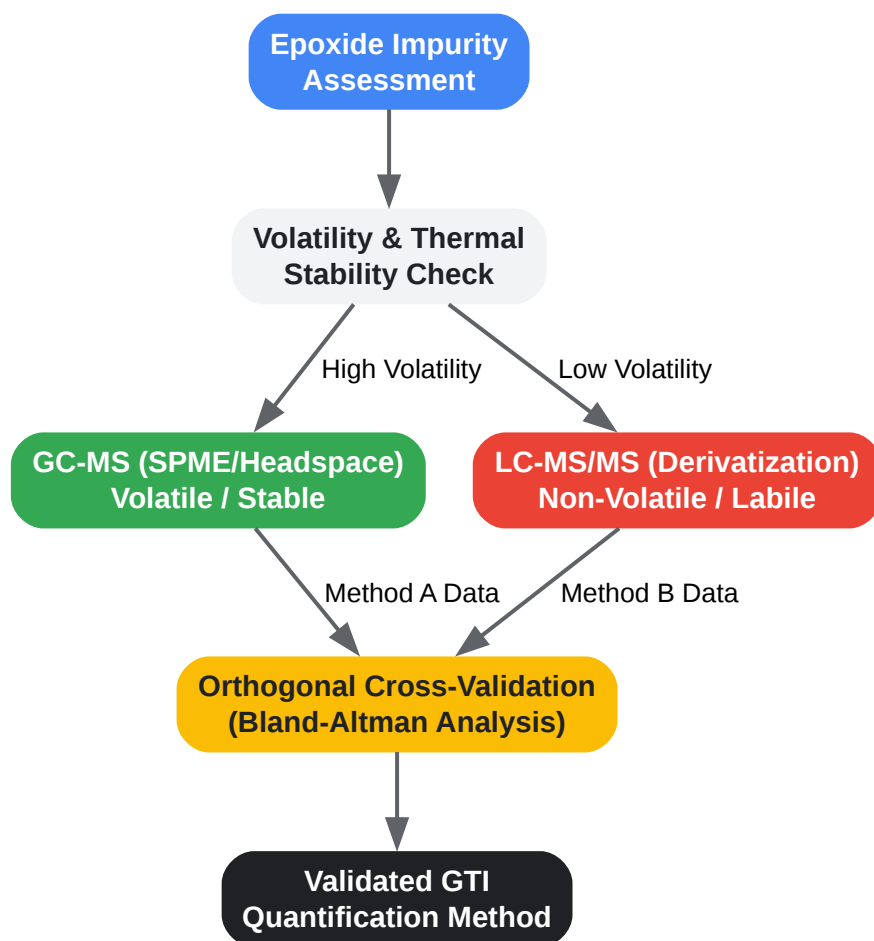 Epoxide Impurity
Assessment
Volatility & Thermal
Stability Check
High Volatility
Low Volatility
GC-MS (SPME/Headspace)
Volatile / Stable
LC-MS/MS (Derivatization)
Non-Volatile / Labile
Method A Data
Method B Data
Orthogonal Cross-Validation
(Bland-Altman Analysis)
Validated GTI
Quantification Method